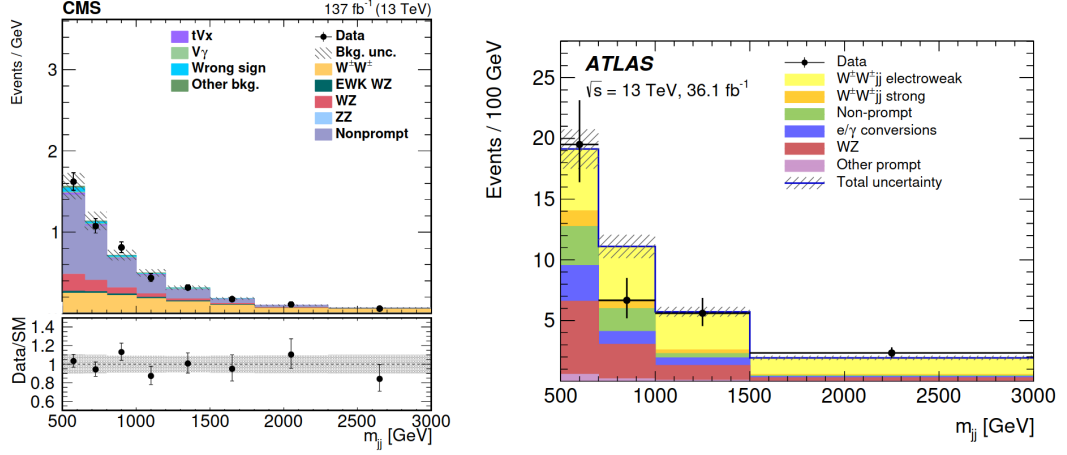 CMS 137 fb⁻¹ (13 TeV)
Events / GeV
3
2
1
tVx
Vγ
Wrong sign
Other bkg.
Data
Bkg. unc.
W±W±
EWK WZ
WZ
ZZ
Nonprompt
Data/SM
1.4
1.2
1
0.8
0.6
500 1000 1500 2000 2500 3000
m_jj [GeV]
Events / 100 GeV
25
20
15
10
5
ATLAS
√s = 13 TeV, 36.1 fb⁻¹
Data
W±W±jj electroweak
W±W±jj strong
Non-prompt
e/γ conversions
WZ
Other prompt
Total uncertainty
500 1000 1500 2000 2500 3000
m_jj [GeV]